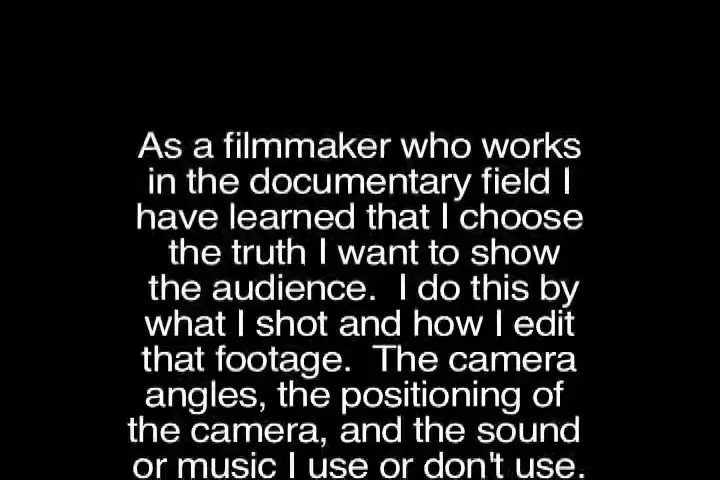 As a filmmaker who works
in the documentary field I
have learned that I choose
the truth I want to show
the audience.  I do this by
what I shot and how I edit
that footage.  The camera
angles, the positioning of
the camera, and the sound
or music I use or don't use.